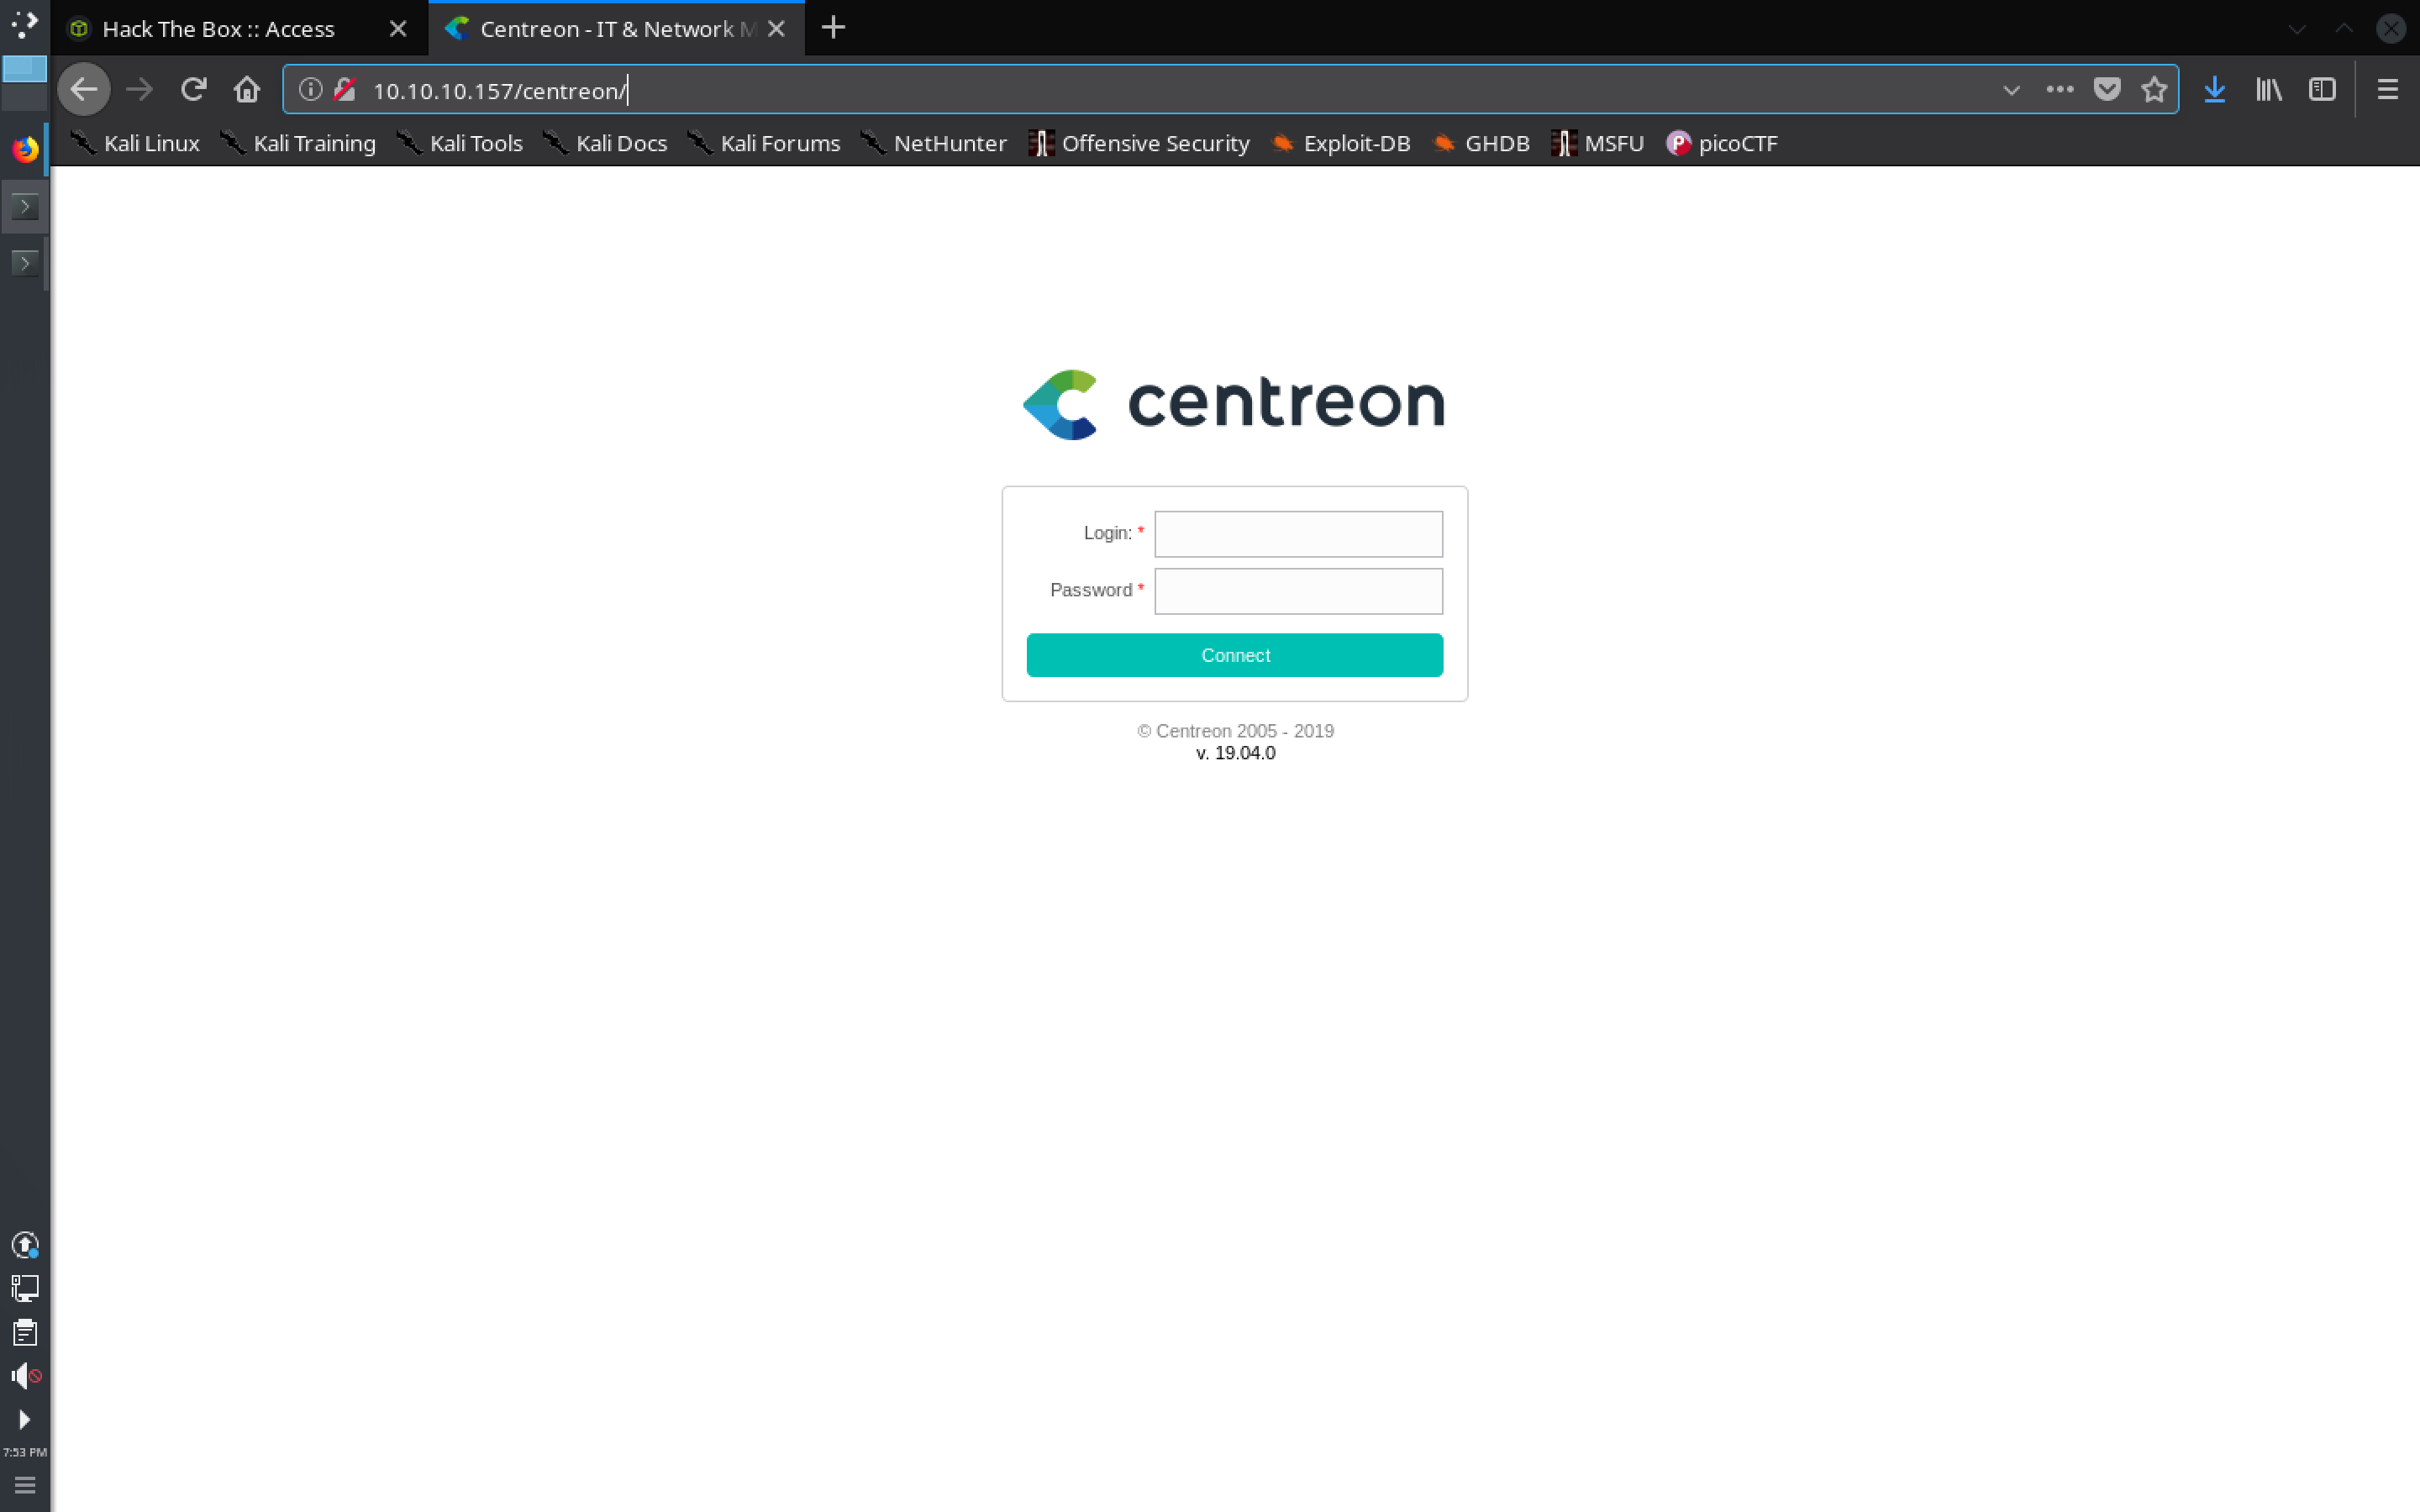 Hack The Box :: Access
Centreon - IT & Network M
10.10.10.157/centreon/
Kali Linux Kali Training Kali Tools Kali Docs Kali Forums NetHunter Offensive Security Exploit-DB GHDB MSFU picoCTF
centreon
Login: *
Password *
Connect
© Centreon 2005 - 2019
v. 19.04.0
7:53 PM